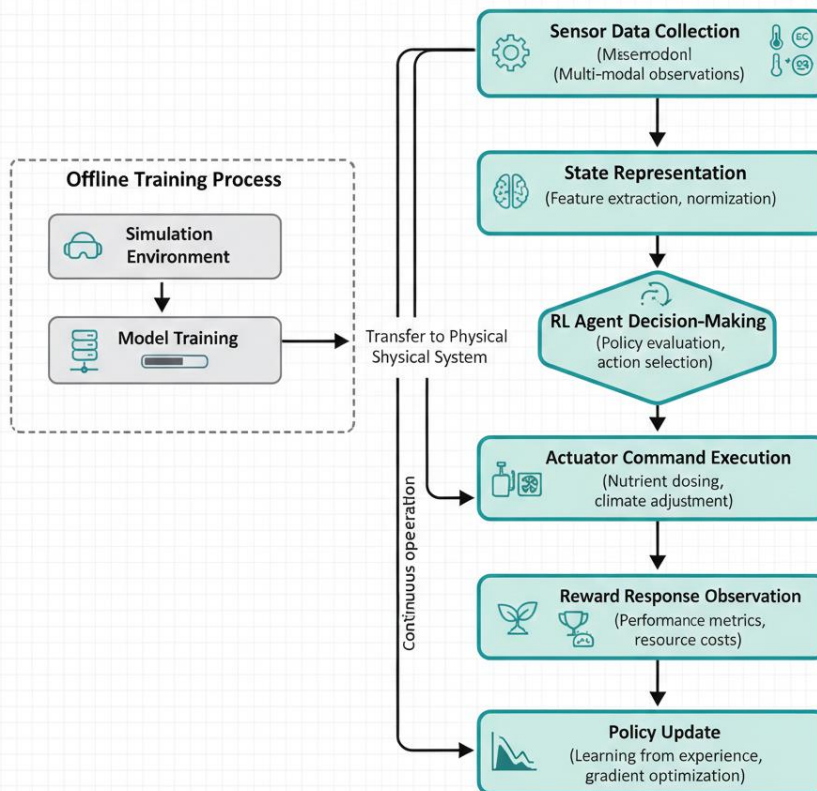 Sensor Data Collection
(Multi-modal observations)
EC
State Representation
(Feature extraction, normization)
Offline Training Process
Simulation
Environment
RL Agent Decision-Making
(Policy evaluation,
action selection)
Model Training
Transfer to Physical
Shysical System
Actuator Command Execution
(Nutrient dosing,
climate adjustment)
Continuuus opeeration
Reward Response Observation
(Performance metrics,
resource costs)
Policy Update
(Learning from experience,
gradient optimization)